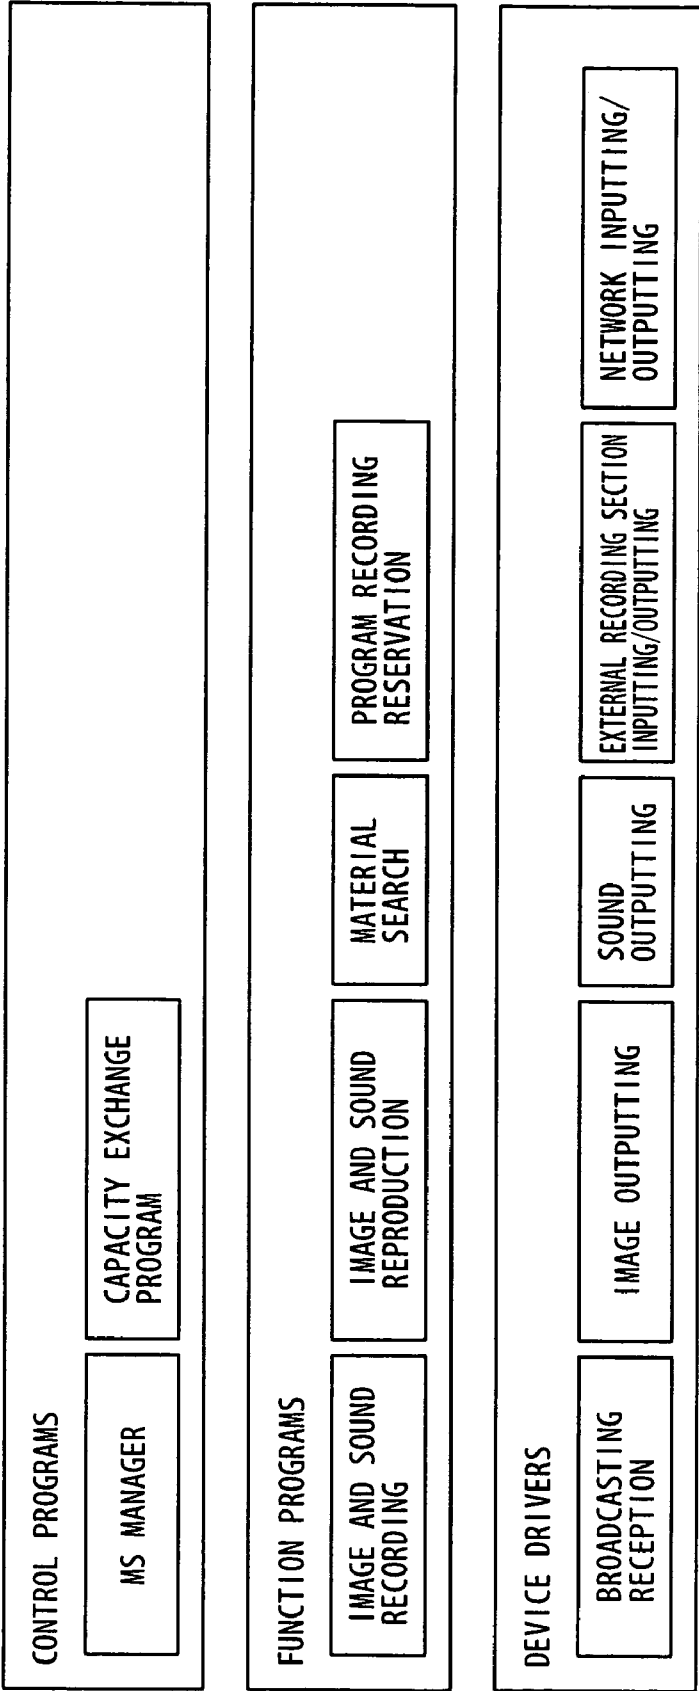 CONTROL PROGRAMS
MS MANAGER
CAPACITY EXCHANGE
PROGRAM
FUNCTION PROGRAMS
IMAGE AND SOUND
RECORDING
IMAGE AND SOUND
REPRODUCTION
MATERIAL
SEARCH
PROGRAM RECORDING
RESERVATION
DEVICE DRIVERS
BROADCASTING
RECEPTION
IMAGE OUTPUTTING
SOUND
OUTPUTTING
EXTERNAL RECORDING SECTION
INPUTTING/OUTPUTTING
NETWORK INPUTTING/
OUTPUTTING